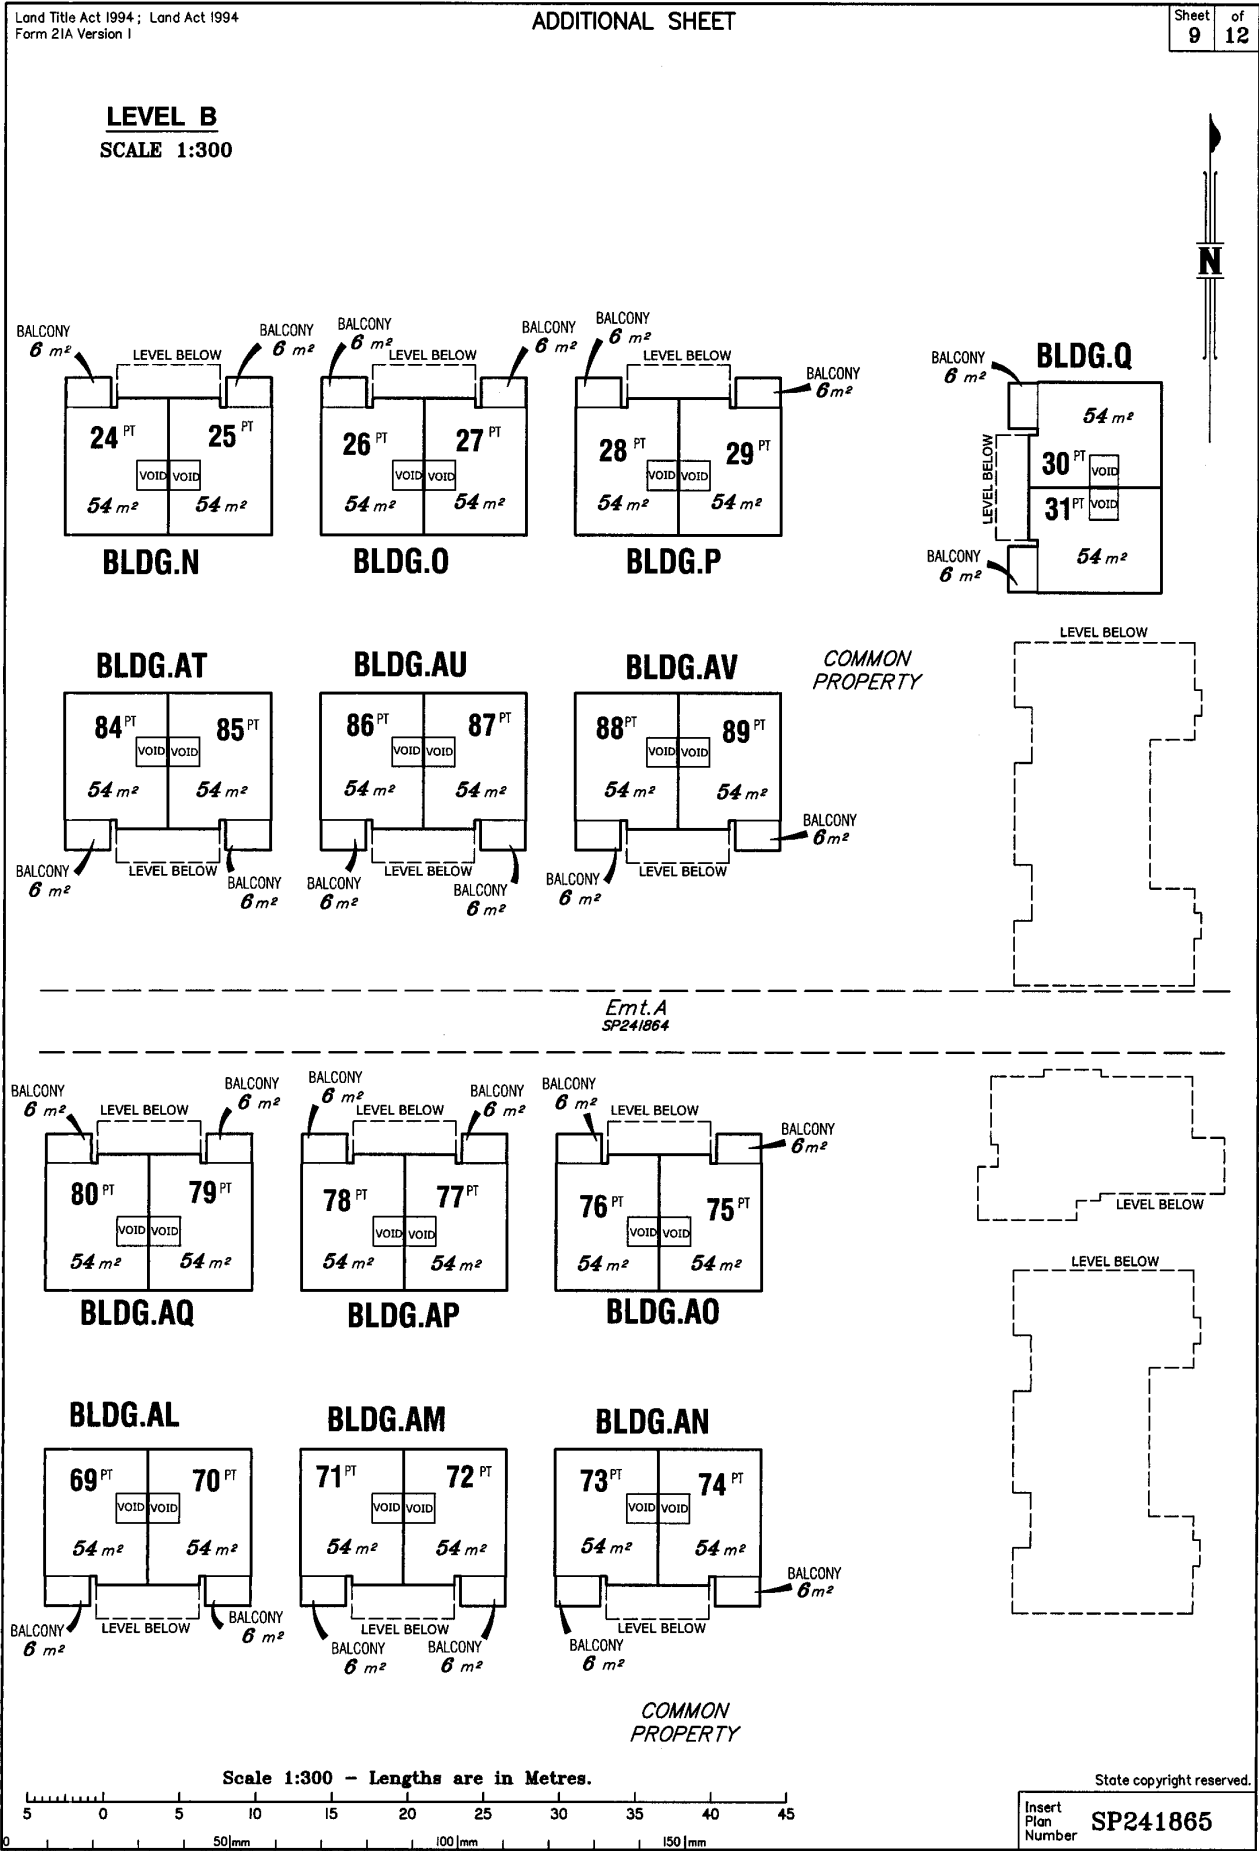 Land Title Act 1994 ; Land Act 1994
Form 21A Version 1
ADDITIONAL SHEET
Sheet of
9 12
LEVEL B
SCALE 1:300
N
BALCONY
6 m²
LEVEL BELOW
BALCONY
6 m²
24 PT
25 PT
VOID VOID
54 m²
54 m²
BLDG.N
BALCONY
6 m²
LEVEL BELOW
BALCONY
6 m²
26 PT
27 PT
VOID VOID
54 m²
54 m²
BLDG.O
BALCONY
6 m²
LEVEL BELOW
BALCONY
6 m²
28 PT
29 PT
VOID VOID
54 m²
54 m²
BLDG.P
BLDG.Q
BALCONY
6 m²
54 m²
LEVEL BELOW
30 PT
VOID
31 PT
VOID
54 m²
BALCONY
6 m²
BLDG.AT
84 PT
85 PT
VOID VOID
54 m²
54 m²
LEVEL BELOW
BALCONY
6 m²
BALCONY
6 m²
BLDG.AU
86 PT
87 PT
VOID VOID
54 m²
54 m²
LEVEL BELOW
BALCONY
6 m²
BALCONY
6 m²
BLDG.AV
88 PT
89 PT
VOID VOID
54 m²
54 m²
BALCONY
6 m²
LEVEL BELOW
BALCONY
6 m²
COMMON
PROPERTY
LEVEL BELOW
Emt.A
SP241864
BALCONY
6 m²
LEVEL BELOW
BALCONY
6 m²
80 PT
79 PT
VOID VOID
54 m²
54 m²
BLDG.AQ
BALCONY
6 m²
LEVEL BELOW
BALCONY
6 m²
78 PT
77 PT
VOID VOID
54 m²
54 m²
BLDG.AP
BALCONY
6 m²
LEVEL BELOW
BALCONY
6 m²
76 PT
75 PT
VOID VOID
54 m²
54 m²
BLDG.AO
LEVEL BELOW
LEVEL BELOW
BLDG.AL
69 PT
70 PT
VOID VOID
54 m²
54 m²
BALCONY
6 m²
LEVEL BELOW
BALCONY
6 m²
BLDG.AM
71 PT
72 PT
VOID VOID
54 m²
54 m²
LEVEL BELOW
BALCONY
6 m²
BALCONY
6 m²
BLDG.AN
73 PT
74 PT
VOID VOID
54 m²
54 m²
BALCONY
6 m²
LEVEL BELOW
BALCONY
6 m²
COMMON
PROPERTY
Scale 1:300 - Lengths are in Metres.
5 0 5 10 15 20 25 30 35 40 45
0 50 mm 100 mm 150 mm
State copyright reserved.
Insert
Plan
Number
SP241865